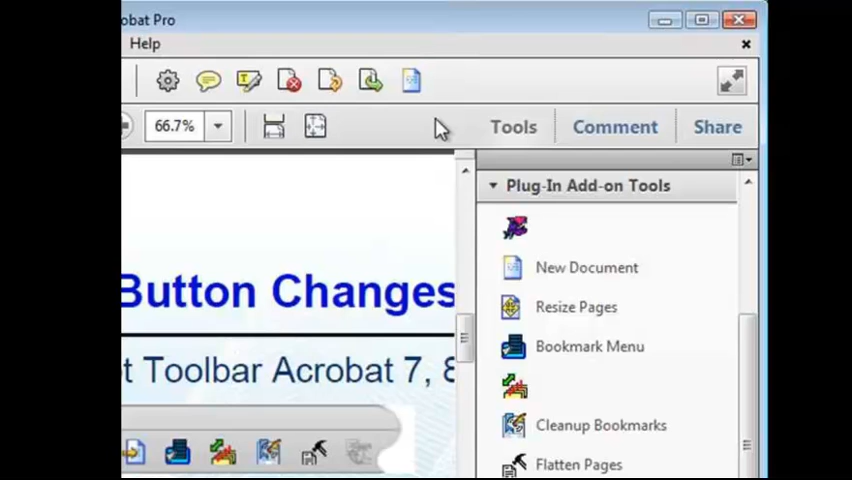 obat Pro
Help
66.7%
Tools
Comment
Share
Plug-In Add-on Tools
New Document
Resize Pages
Button Changes
Bookmark Menu
t Toolbar Acrobat 7, 8
Cleanup Bookmarks
Flatten Pages